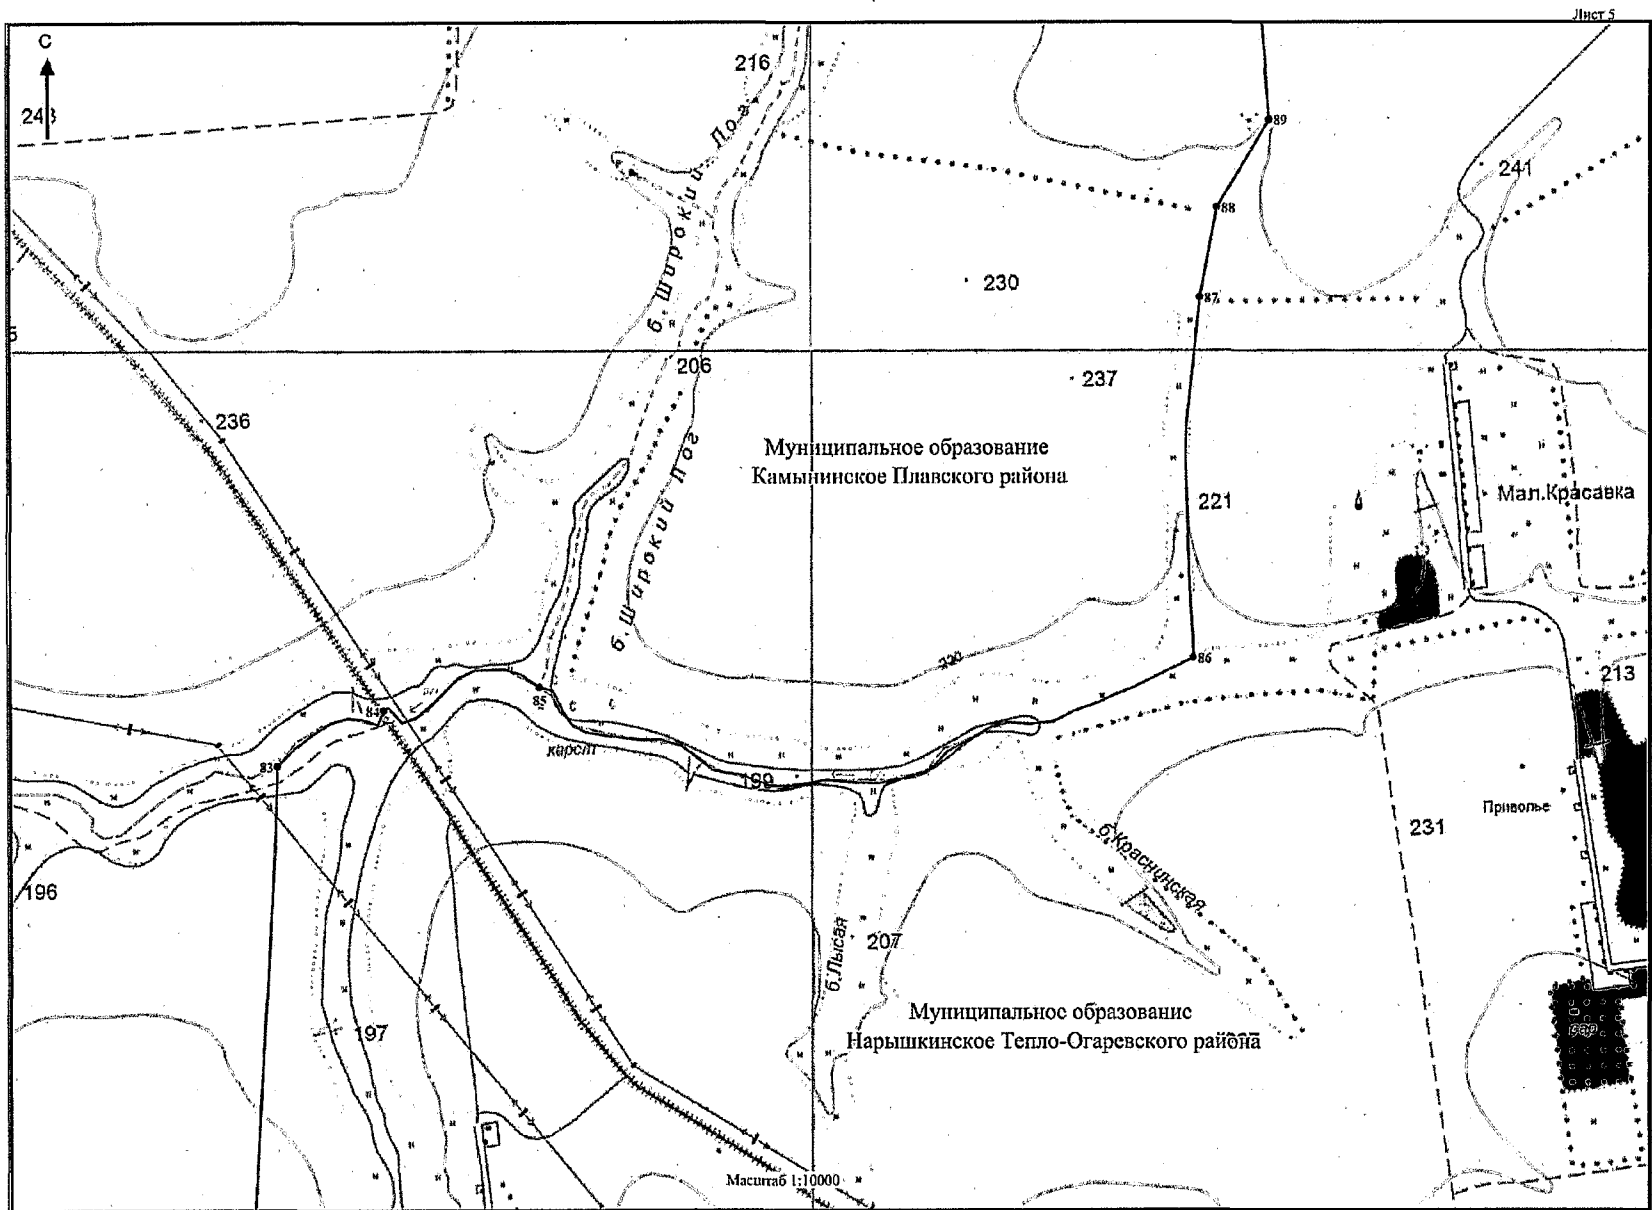 Лист 5
С
216
243
б. Широкий Лог
89
241
88
230
87
206
237
236
Муниципальное образование
Камынинское Плавского района
221
Мал.Красавка
б. Широкий Лог
220
86
213
85
84
карст
83
199
Приволье
231
б.Краснинская
196
б.Лысая
207
Муниципальное образование
Нарышкинское Тепло-Огаревского района
197
Масштаб 1:10000